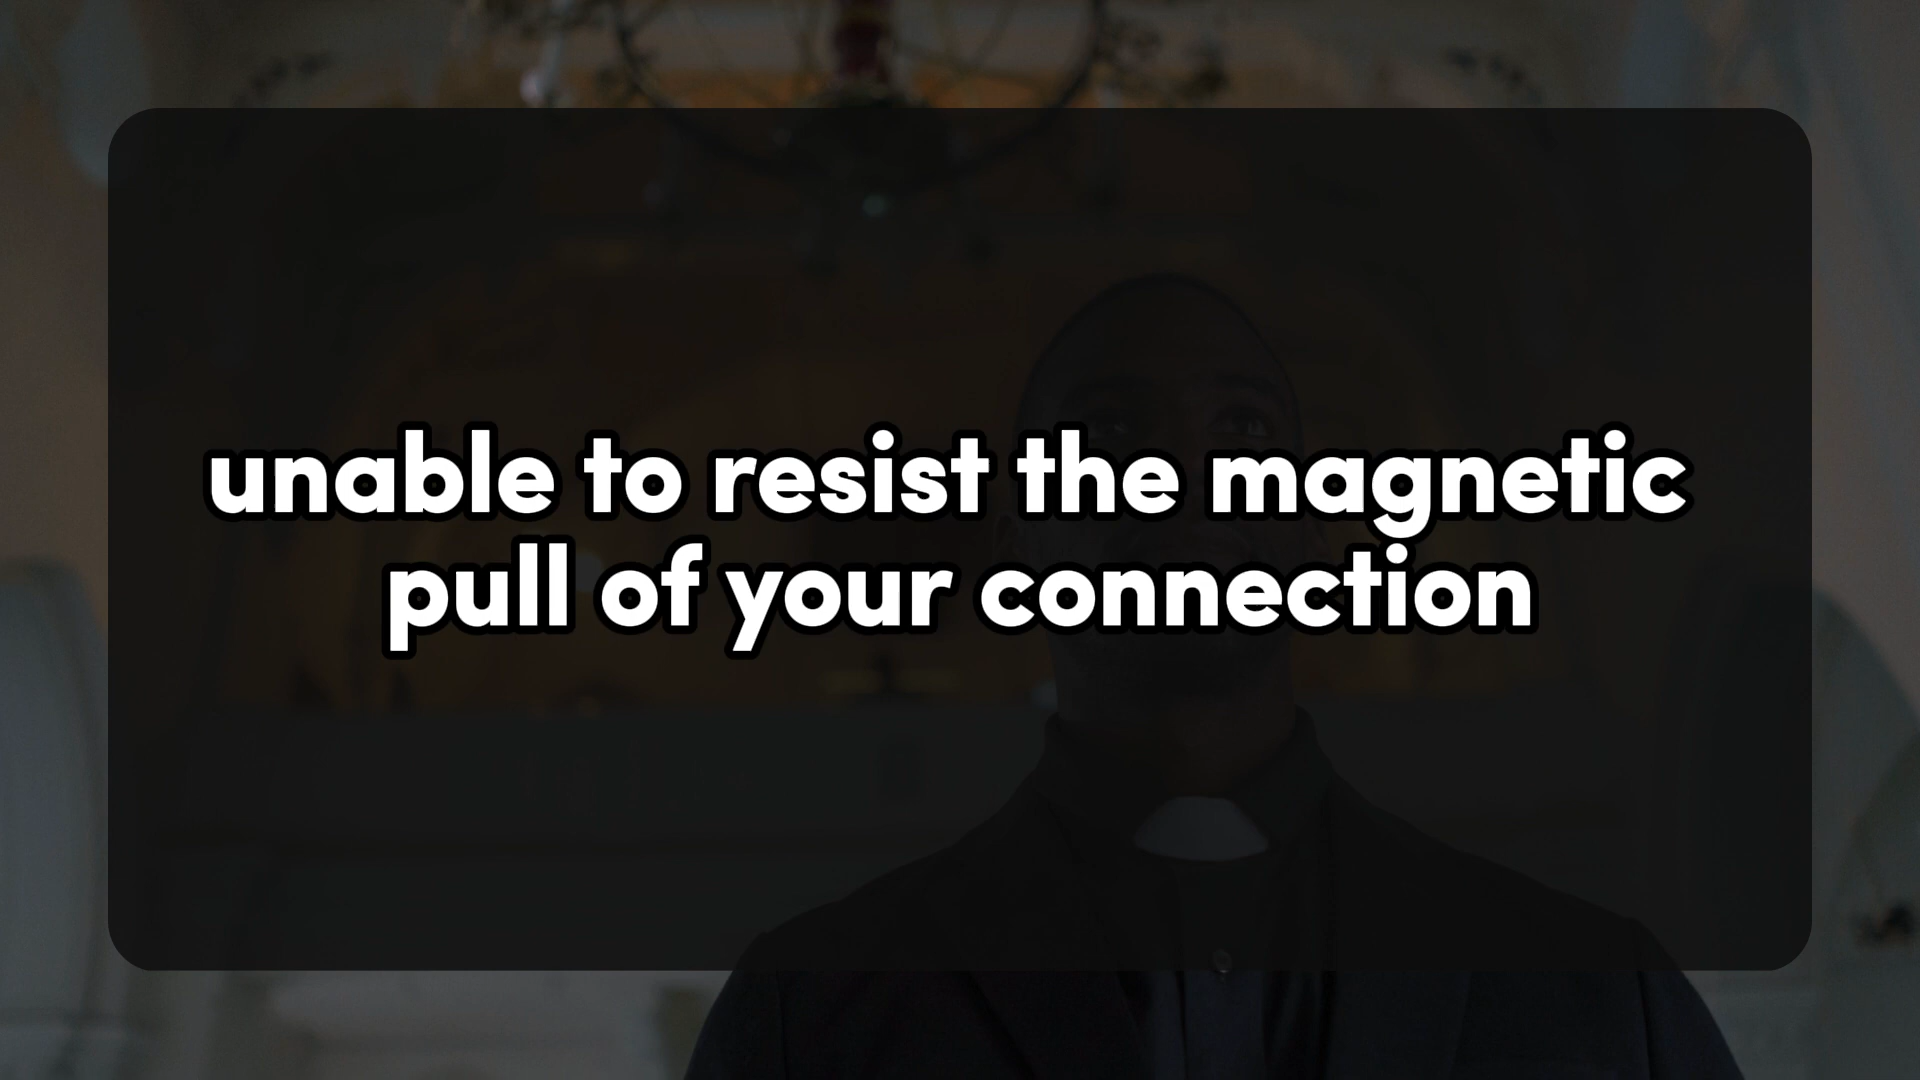 unable to resist the magnetic
pull of your connection